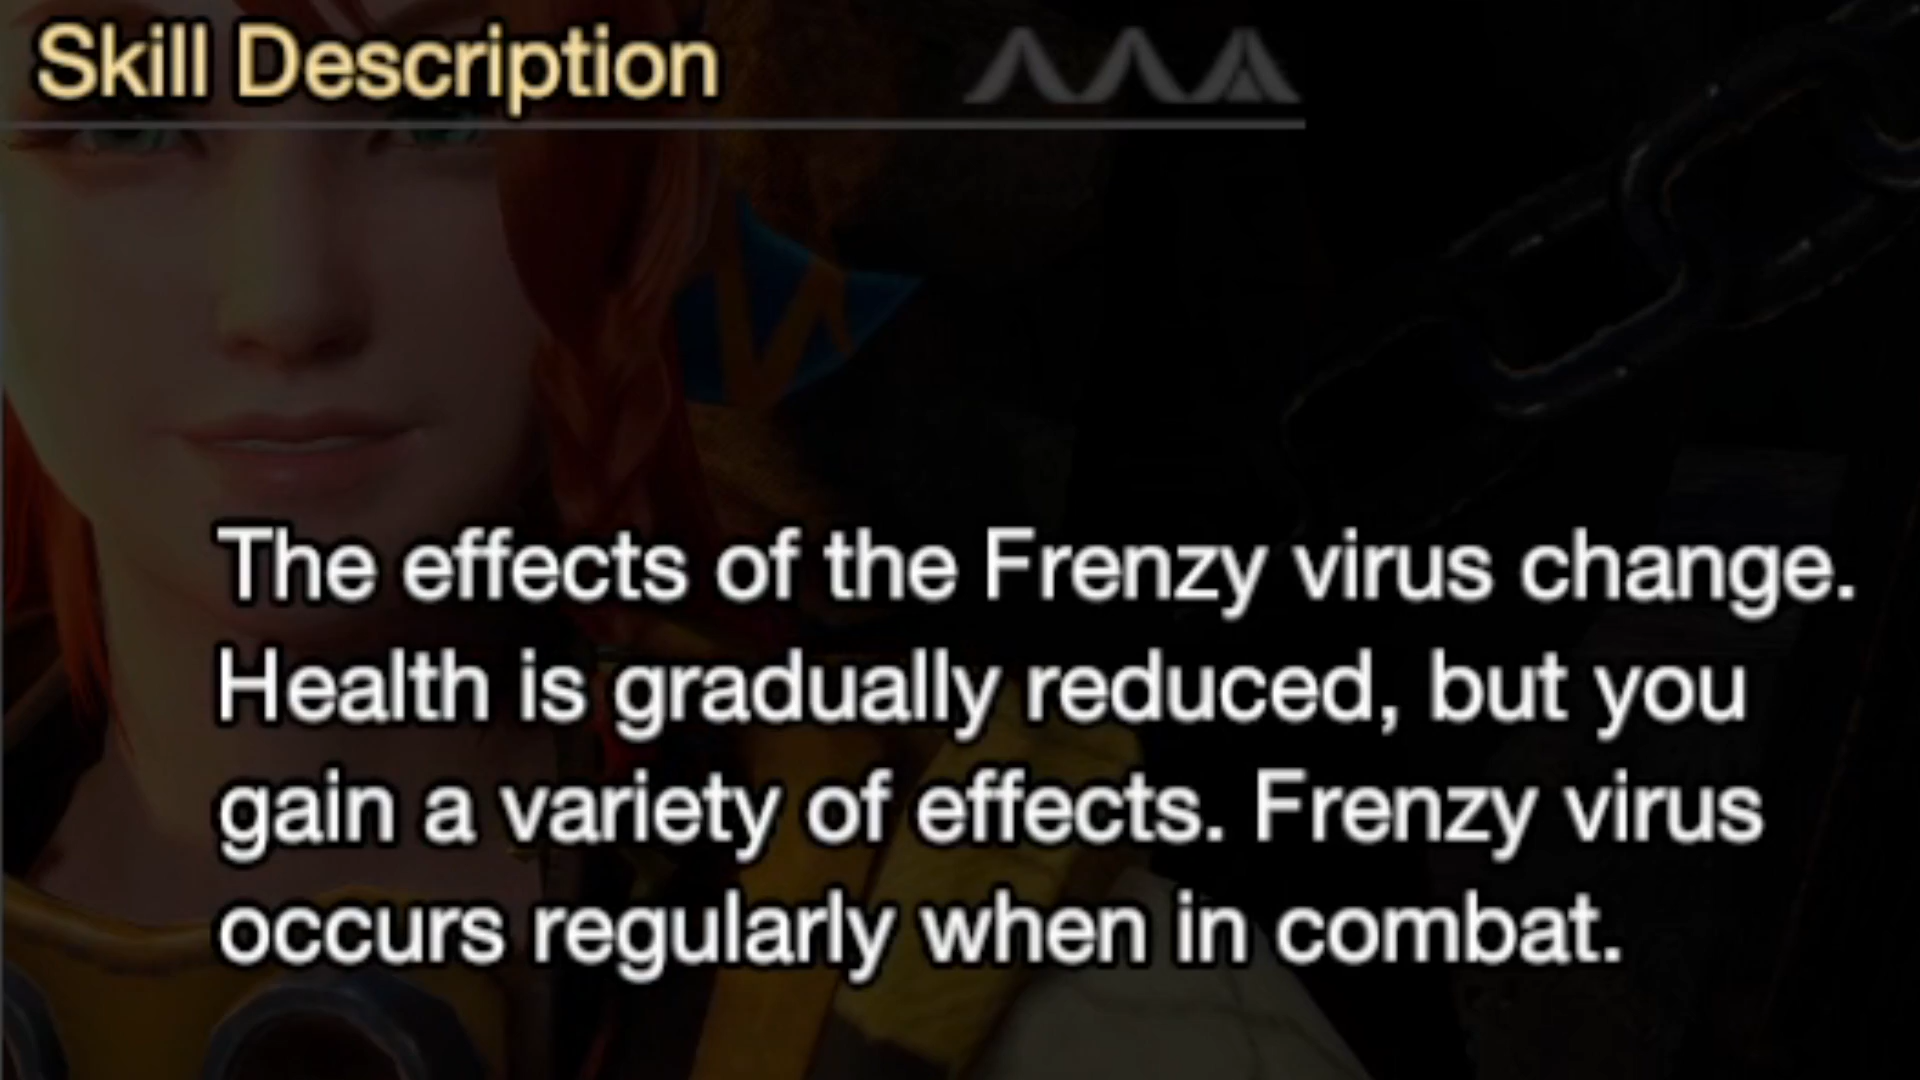 Skill Description
The effects of the Frenzy virus change.
Health is gradually reduced, but you
gain a variety of effects. Frenzy virus
occurs regularly when in combat.